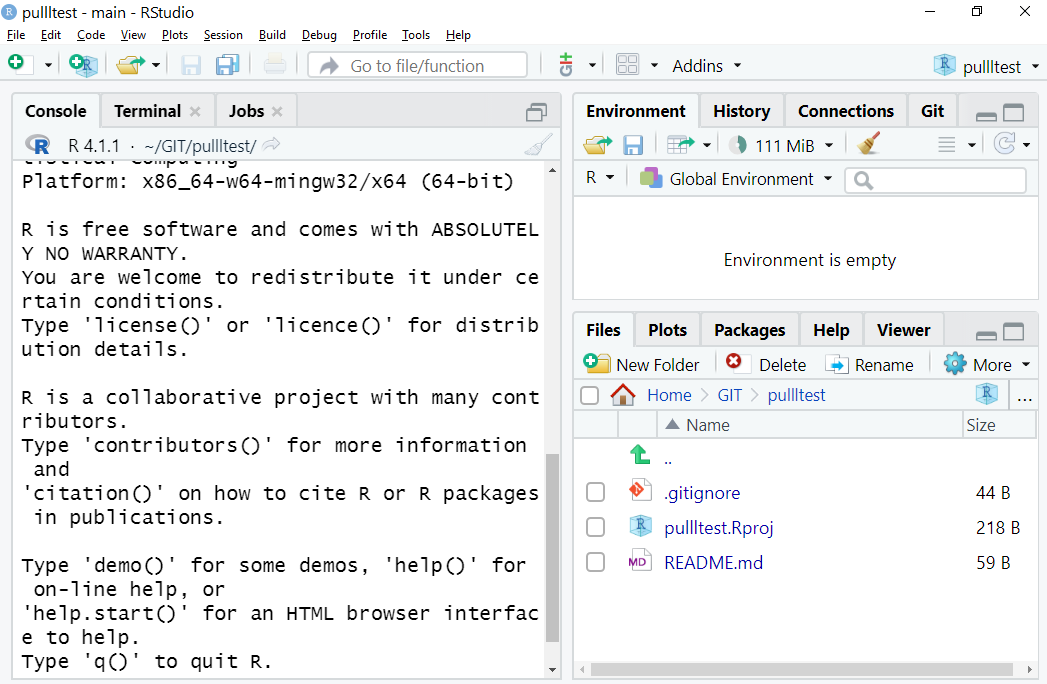 pullltest - main - RStudio
File Edit Code View Plots Session Build Debug Profile Tools Help
Go to file/function
Addins
pullltest
Console Terminal Jobs
R 4.1.1 · ~/GIT/pullltest/
tistical Computing
Platform: x86_64-w64-mingw32/x64 (64-bit)
R is free software and comes with ABSOLUTEL
Y NO WARRANTY.
You are welcome to redistribute it under ce
rtain conditions.
Type 'license()' or 'licence()' for distrib
ution details.
R is a collaborative project with many cont
ributors.
Type 'contributors()' for more information
and
'citation()' on how to cite R or R packages
in publications.
Type 'demo()' for some demos, 'help()' for
on-line help, or
'help.start()' for an HTML browser interfac
e to help.
Type 'q()' to quit R.
Environment History Connections Git
111 MiB
R Global Environment
Environment is empty
Files Plots Packages Help Viewer
New Folder Delete Rename More
Home GIT pullltest ...
Name Size
..
.gitignore 44 B
pullltest.Rproj 218 B
MD README.md 59 B